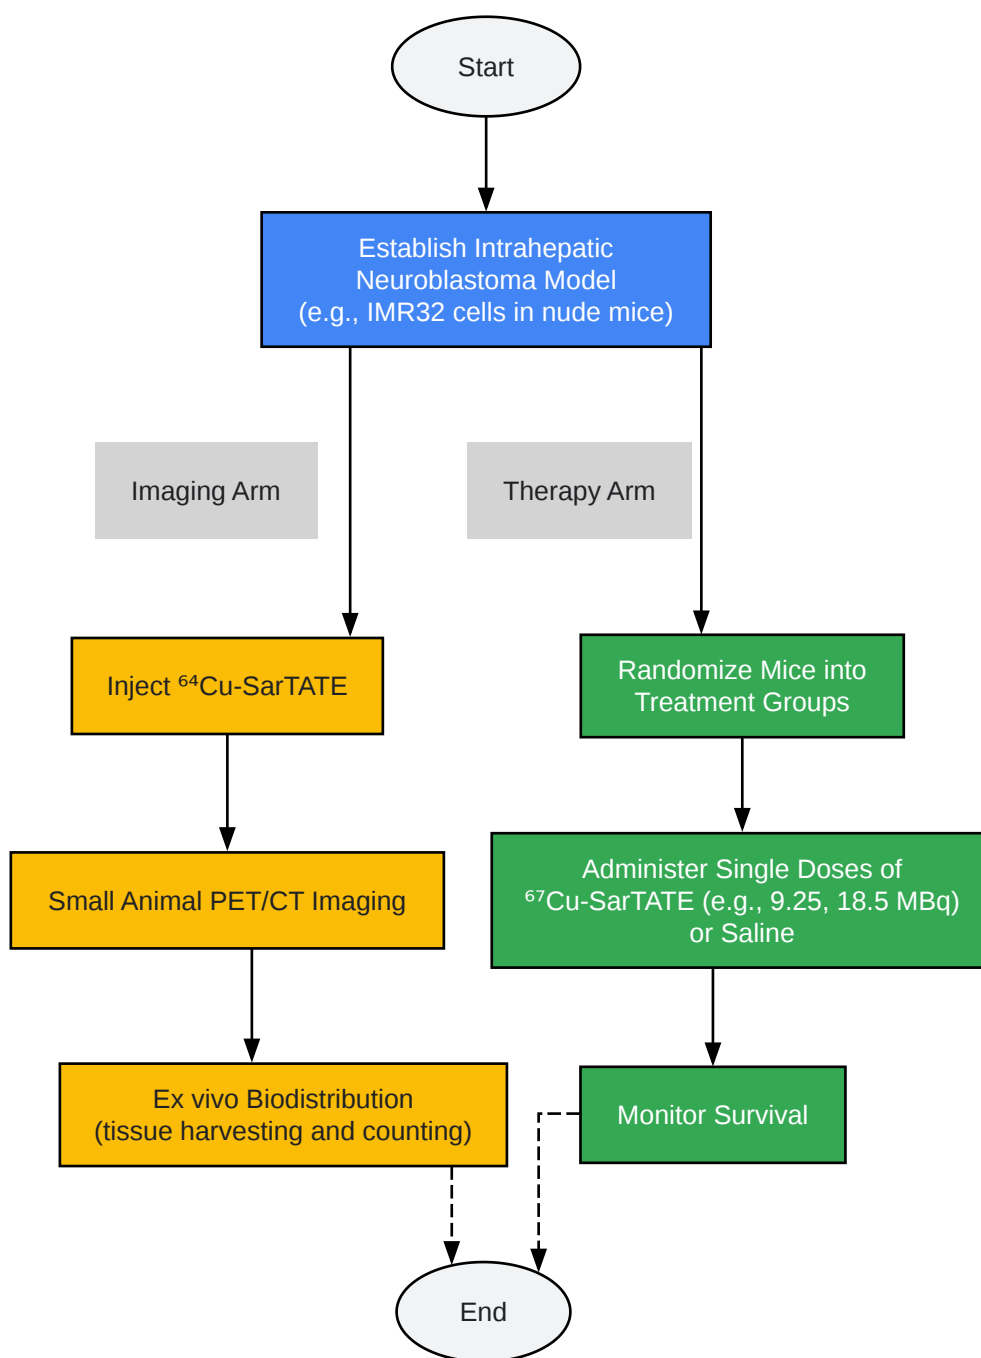 Start
Establish Intrahepatic
Neuroblastoma Model
(e.g., IMR32 cells in nude mice)
Imaging Arm
Therapy Arm
Inject ⁶⁴Cu-SarTATE
Randomize Mice into
Treatment Groups
Small Animal PET/CT Imaging
Administer Single Doses of
⁶⁷Cu-SarTATE (e.g., 9.25, 18.5 MBq)
or Saline
Ex vivo Biodistribution
(tissue harvesting and counting)
Monitor Survival
End